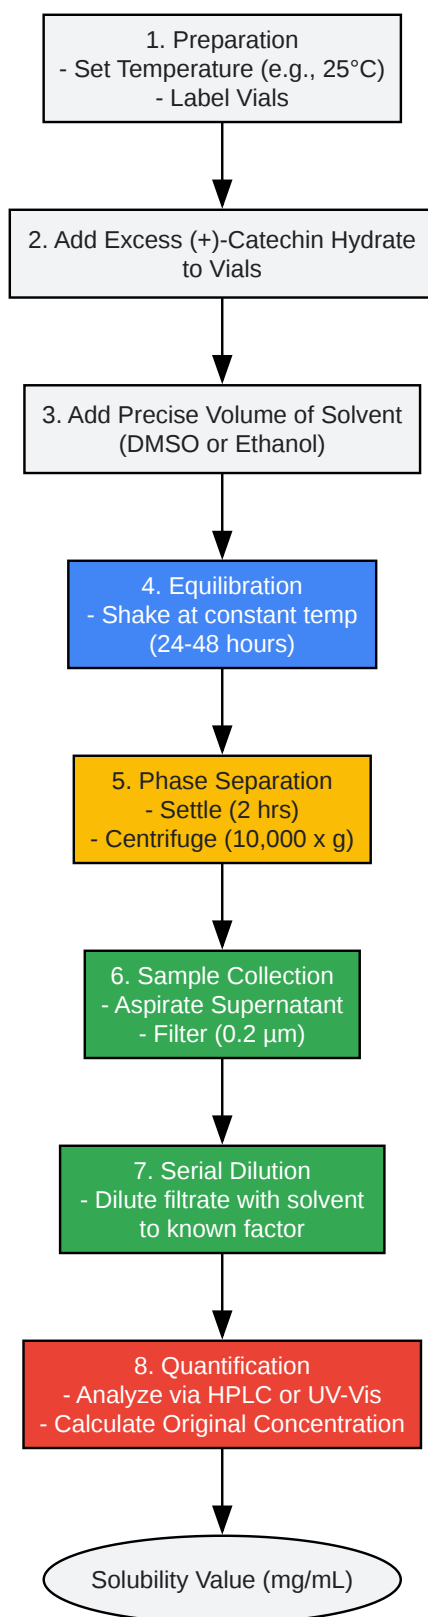 1. Preparation
- Set Temperature (e.g., 25°C)
- Label Vials
2. Add Excess (+)-Catechin Hydrate
to Vials
3. Add Precise Volume of Solvent
(DMSO or Ethanol)
4. Equilibration
- Shake at constant temp
(24-48 hours)
5. Phase Separation
- Settle (2 hrs)
- Centrifuge (10,000 x g)
6. Sample Collection
- Aspirate Supernatant
- Filter (0.2 µm)
7. Serial Dilution
- Dilute filtrate with solvent
to known factor
8. Quantification
- Analyze via HPLC or UV-Vis
- Calculate Original Concentration
Solubility Value (mg/mL)